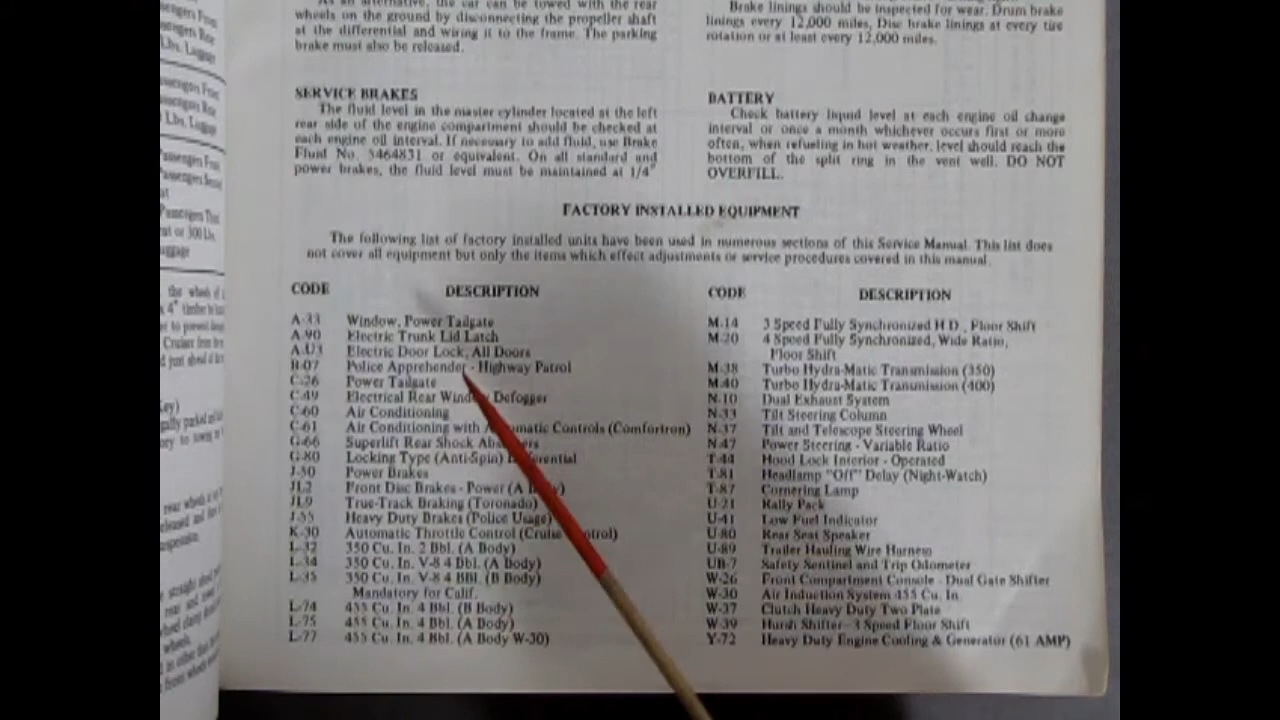 As an alternative, the car can be towed with the rear
wheels on the ground by disconnecting the propeller shaft
at the differential and wiring it to the frame. The parking
brake must also be released.
SERVICE BRAKES
The fluid level in the master cylinder located at the left
rear side of the engine compartment should be checked at
each engine oil interval. If necessary to add fluid, use Brake
Fluid No. 5464831 or equivalent. On all standard and
power brakes, the fluid level must be maintained at 1/4"
Brake linings should be inspected for wear. Drum brake
linings every 12,000 miles, Disc brake linings at every tire
rotation or at least every 12,000 miles.
BATTERY
Check battery liquid level at each engine oil change
interval or once a month whichever occurs first or more
often, when refueling in hot weather. level should reach the
bottom of the split ring in the vent well. DO NOT
OVERFILL.
FACTORY INSTALLED EQUIPMENT
The following list of factory installed units have been used in numerous sections of this Service Manual. This list does
not cover all equipment but only the items which effect adjustments or service procedures covered in this manual.
CODE DESCRIPTION
A-33 Window, Power Tailgate
A-90 Electric Trunk Lid Latch
A-U3 Electric Door Lock, All Doors
B-07 Police Apprehender - Highway Patrol
C-26 Power Tailgate
C-49 Electrical Rear Window Defogger
C-60 Air Conditioning
C-61 Air Conditioning with Automatic Controls (Comfortron)
G-66 Superlift Rear Shock Absorbers
G-80 Locking Type (Anti-Spin) Differential
J-50 Power Brakes
JL2 Front Disc Brakes - Power (A Body)
JL9 True-Track Braking (Toronado)
J-55 Heavy Duty Brakes (Police Usage)
K-30 Automatic Throttle Control (Cruise Control)
L-32 350 Cu. In. 2 Bbl. (A Body)
L-34 350 Cu. In. V-8 4 Bbl. (A Body)
L-35 350 Cu. In. V-8 4 BBl. (B Body)
Mandatory for Calif.
L-74 455 Cu. In. 4 Bbl. (B Body)
L-75 455 Cu. In. 4 Bbl. (A Body)
L-77 455 Cu. In. 4 Bbl. (A Body W-30)
CODE DESCRIPTION
M-14 3 Speed Fully Synchronized H.D., Floor Shift
M-20 4 Speed Fully Synchronized, Wide Ratio,
Floor Shift
M-38 Turbo Hydra-Matic Transmission (350)
M-40 Turbo Hydra-Matic Transmission (400)
N-10 Dual Exhaust System
N-33 Tilt Steering Column
N-37 Tilt and Telescope Steering Wheel
N-47 Power Steering - Variable Ratio
T-44 Hood Lock Interior - Operated
T-81 Headlamp "Off" Delay (Night-Watch)
T-87 Cornering Lamp
U-21 Rally Pack
U-41 Low Fuel Indicator
U-80 Rear Seat Speaker
U-89 Trailer Hauling Wire Harness
UB-7 Safety Sentinel and Trip Odometer
W-26 Front Compartment Console - Dual Gate Shifter
W-30 Air Induction System 455 Cu. In.
W-37 Clutch Heavy Duty Two Plate
W-39 Hurst Shifter - 3 Speed Floor Shift
Y-72 Heavy Duty Engine Cooling & Generator (61 AMP)